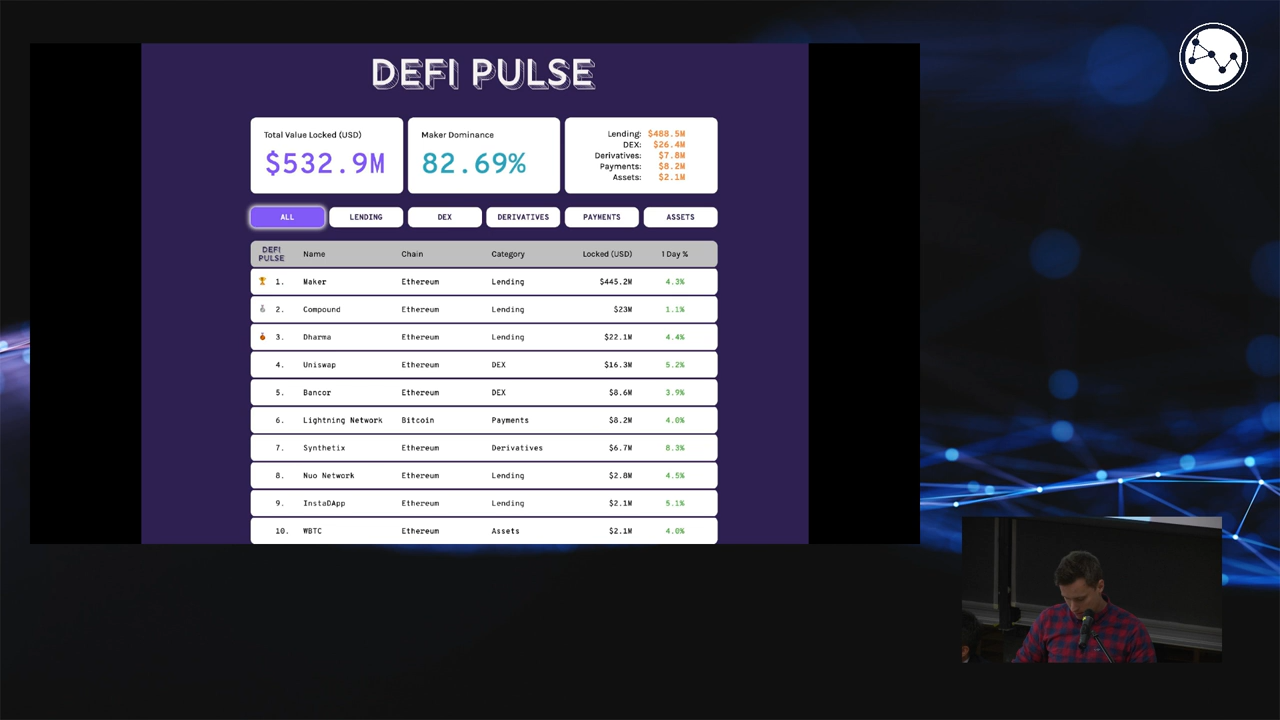 DEFI PULSE
Total Value Locked (USD)
$532.9M
Maker Dominance
82.69%
Lending: $488.5M
DEX: $26.4M
Derivatives: $7.8M
Payments: $8.2M
Assets: $2.1M
ALL LENDING DEX DERIVATIVES PAYMENTS ASSETS
DEFI PULSE Name Chain Category Locked (USD) 1 Day %
1. Maker Ethereum Lending $445.2M 4.3%
2. Compound Ethereum Lending $23M 1.1%
3. Dharma Ethereum Lending $22.1M 4.4%
4. Uniswap Ethereum DEX $16.3M 5.2%
5. Bancor Ethereum DEX $8.6M 3.9%
6. Lightning Network Bitcoin Payments $8.2M 4.0%
7. Synthetix Ethereum Derivatives $6.7M 8.3%
8. Nuo Network Ethereum Lending $2.8M 4.5%
9. InstaDApp Ethereum Lending $2.1M 5.1%
10. WBTC Ethereum Assets $2.1M 4.0%